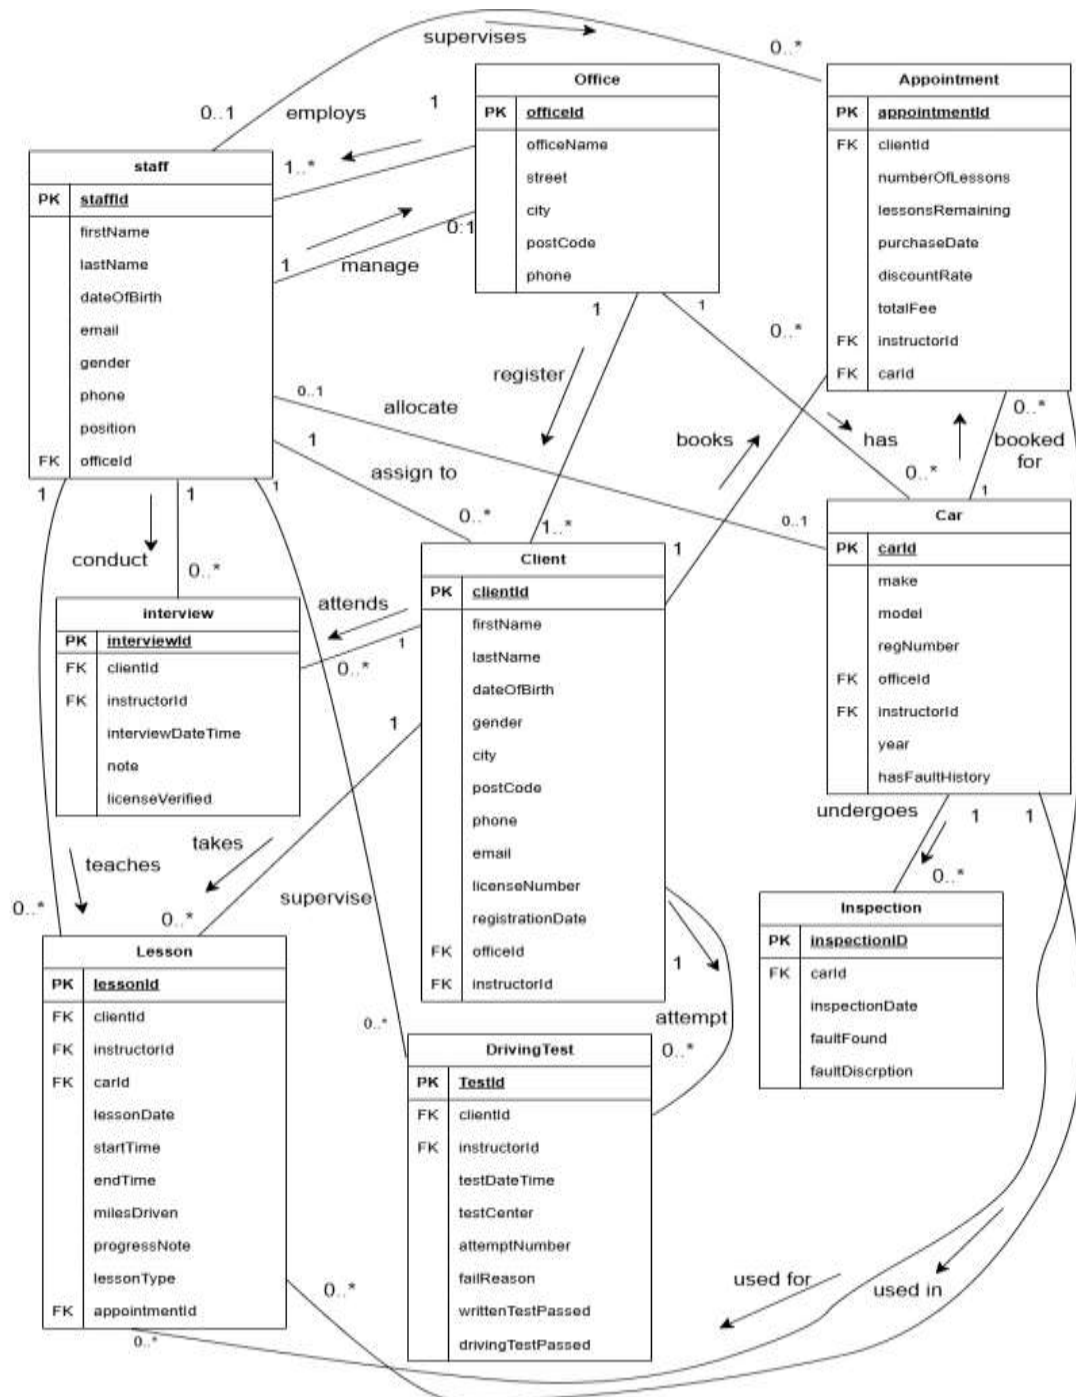 supervises
0..*
0..1
employs
1
1..*
1
manage
0:1
Office
PK officeId
officeName
street
city
postCode
phone
Appointment
PK appointmentId
FK clientId
numberOfLessons
lessonsRemaining
purchaseDate
discountRate
totalFee
FK instructorId
FK carId
staff
PK staffId
firstName
lastName
dateOfBirth
email
gender
phone
position
FK officeId
1
register
1..*
1
has
0..*
0..*
books
1
0..*
booked
for
1
0..1
allocate
0..1
1
assign to
0..*
1
conduct
1
0..*
1
attends
0..*
1
interview
PK interviewId
FK clientId
FK instructorId
interviewDateTime
note
licenseVerified
Client
PK clientId
firstName
lastName
dateOfBirth
gender
city
postCode
phone
email
licenseNumber
registrationDate
FK officeId
FK instructorId
Car
PK carId
make
model
regNumber
FK officeId
FK instructorId
year
hasFaultHistory
undergoes
1
1
0..*
Inspection
PK inspectionID
FK carId
inspectionDate
faultFound
faultDiscrption
1
takes
0..*
teaches
0..*
supervise
0..*
Lesson
PK lessonId
FK clientId
FK instructorId
FK carId
lessonDate
startTime
endTime
milesDriven
progressNote
lessonType
FK appointmentId
0..*
0..*
1
attempt
0..*
DrivingTest
PK TestId
FK clientId
FK instructorId
testDateTime
testCenter
attemptNumber
failReason
writtenTestPassed
drivingTestPassed
used for
used in